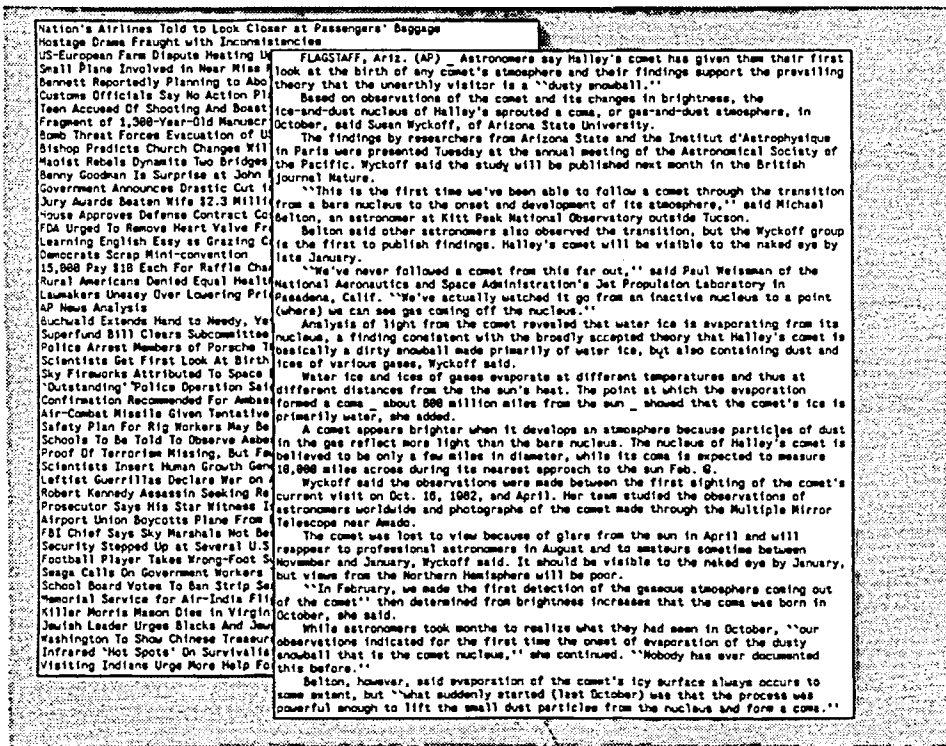 Nation's Airlines Told to Look Closer at Passengers' Baggage
Hostage Drama Fraught with Inconsistencies
US-European Farm Dispute Heating U
Small Plane Involved in Near Miss
Bennett Reportedly Planning to Abo
Customs Officials Say No Action Pl
Teen Accused Of Shooting And Boasti
Fragment of 1,300-Year-Old Manuscr
Bomb Threat Forces Evacuation of U
Bishop Predicts Church Changes Wil
Maoist Rebels Dynamite Two Bridges
Benny Goodman Is Surprise at John
Government Announces Drastic Cut i
Jury Awards Beaten Wife $2.3 Milli
House Approves Defense Contract Co
FDA Urged To Remove Heart Valve Fr
Learning English Easy as Grazing C
Democrats Scrap Mini-convention
15,000 Pay $10 Each For Raffle Cha
Rural Americans Denied Equal Healt
Lawmakers Uneasy Over Lowering Pri
AP News Analysis
Buchwald Extends Hand to Needy, Ye
Superfund Bill Clears Subcommittee
Police Arrest Members of Porsche T
Scientists Get First Look At Birth
Sky Fireworks Attributed To Space
'Outstanding' Police Operation Sai
Confirmation Recommended For Ambas
Air-Combat Missile Given Tentative
Safety Plan For Rig Workers May Be
Schools To Be Told To Observe Asbe
Proof Of Terrorism Missing, But Fe
Scientists Insert Human Growth Gen
Leftist Guerrillas Declare War on
Robert Kennedy Assassin Seeking Re
Prosecutor Says His Star Witness I
Airport Union Boycotts Plane From
FBI Chief Says Sky Marshals Not Be
Security Stepped Up at Several U.S
Football Player Takes Wrong-Foot S
Seaga Calls On Government Workers
School Board Votes To Ban Strip Se
Memorial Service for Air-India Fli
Killer Morris Mason Dies in Virgin
Jewish Leader Urges Blacks And Jew
Washington To Show Chinese Treasur
Infrared 'Hot Spots' On Survivalis
Visiting Indians Urge More Help Fo
FLAGSTAFF, Ariz. (AP) _ Astronomers say Halley's comet has given them their first
look at the birth of any comet's atmosphere and their findings support the prevailing
theory that the unearthly visitor is a ``dusty snowball.''
Based on observations of the comet and its changes in brightness, the
ice-and-dust nucleus of Halley's sprouted a coma, or gas-and-dust atmosphere, in
October, said Susan Wyckoff, of Arizona State University.
The findings by researchers from Arizona State and the Institut d'Astrophysique
in Paris were presented Tuesday at the annual meeting of the Astronomical Society of
the Pacific. Wyckoff said the study will be published next month in the British
journal Nature.
``This is the first time we've been able to follow a comet through the transition
from a bare nucleus to the onset and development of its atmosphere,'' said Michael
Belton, an astronomer at Kitt Peak National Observatory outside Tucson.
Belton said other astronomers also observed the transition, but the Wyckoff group
is the first to publish findings. Halley's comet will be visible to the naked eye by
late January.
``We've never followed a comet from this far out,'' said Paul Weissman of the
National Aeronautics and Space Administration's Jet Propulsion Laboratory in
Pasadena, Calif. ``We've actually watched it go from an inactive nucleus to a point
(where) we can see gas coming off the nucleus.''
Analysis of light from the comet revealed that water ice is evaporating from its
nucleus, a finding consistent with the broadly accepted theory that Halley's comet is
basically a dirty snowball made primarily of water ice, but also containing dust and
ices of various gases, Wyckoff said.
Water ice and ices of gases evaporate at different temperatures and thus at
different distances from the the sun's heat. The point at which the evaporation
formed a coma _ about 600 million miles from the sun _ showed that the comet's ice is
primarily water, she added.
A comet appears brighter when it develops an atmosphere because particles of dust
in the gas reflect more light than the bare nucleus. The nucleus of Halley's comet is
believed to be only a few miles in diameter, while its coma is expected to measure
10,000 miles across during its nearest approach to the sun Feb. 9.
Wyckoff said the observations were made between the first sighting of the comet's
current visit on Oct. 16, 1982, and April. Her team studied the observations of
astronomers worldwide and photographs of the comet made through the Multiple Mirror
Telescope near Amado.
The comet was lost to view because of glare from the sun in April and will
reappear to professional astronomers in August and to amateurs sometime between
November and January, Wyckoff said. It should be visible to the naked eye by January,
but views from the Northern Hemisphere will be poor.
``In February, we made the first detection of the gaseous atmosphere coming out
of the comet'' then determined from brightness increases that the coma was born in
October, she said.
While astronomers took months to realize what they had seen in October, ``our
observations indicated for the first time the onset of evaporation of the dusty
snowball that is the comet nucleus,'' she continued. ``Nobody has ever documented
this before.''
Belton, however, said evaporation of the comet's icy surface always occurs to
some extent, but ``what suddenly started (last October) was that the process was
powerful enough to lift the small dust particles from the nucleus and form a coma.''